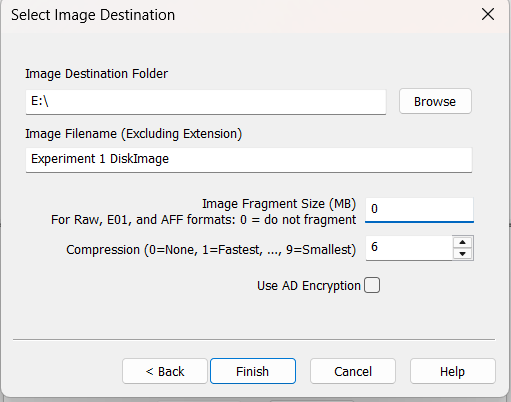 Select Image Destination
Image Destination Folder
E:\
Browse
Image Filename (Excluding Extension)
Experiment 1 DiskImage
Image Fragment Size (MB)
For Raw, E01, and AFF formats: 0 = do not fragment
0
Compression (0=None, 1=Fastest, ..., 9=Smallest)
6
Use AD Encryption
< Back
Finish
Cancel
Help